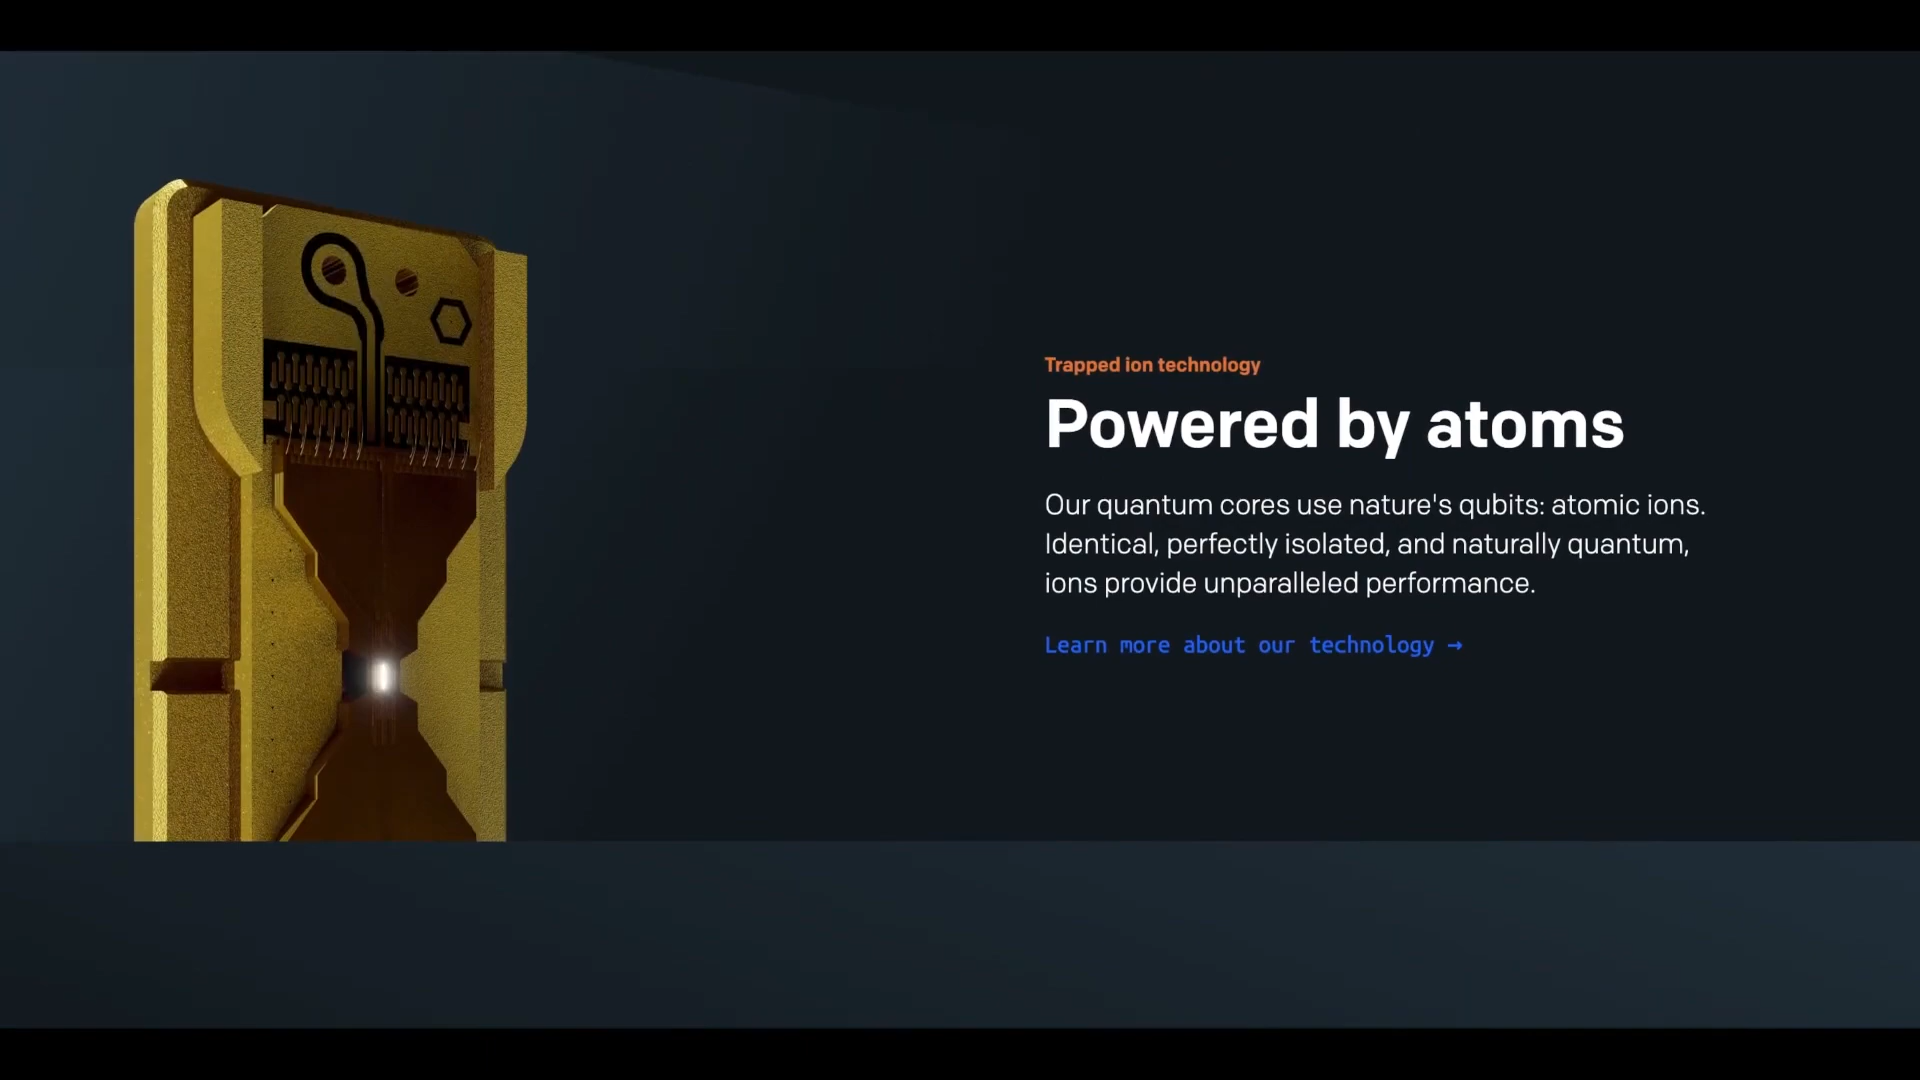 Trapped ion technology
Powered by atoms
Our quantum cores use nature's qubits: atomic ions.
Identical, perfectly isolated, and naturally quantum,
ions provide unparalleled performance.
Learn more about our technology →